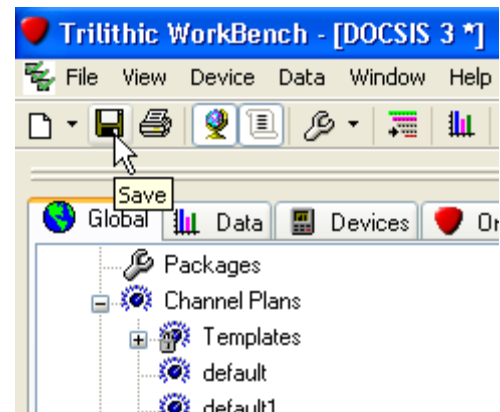 Trilithic WorkBench - [DOCSIS 3 *]
File View Device Data Window Help
Save
Global Data Devices
Packages
Channel Plans
Templates
default
default1